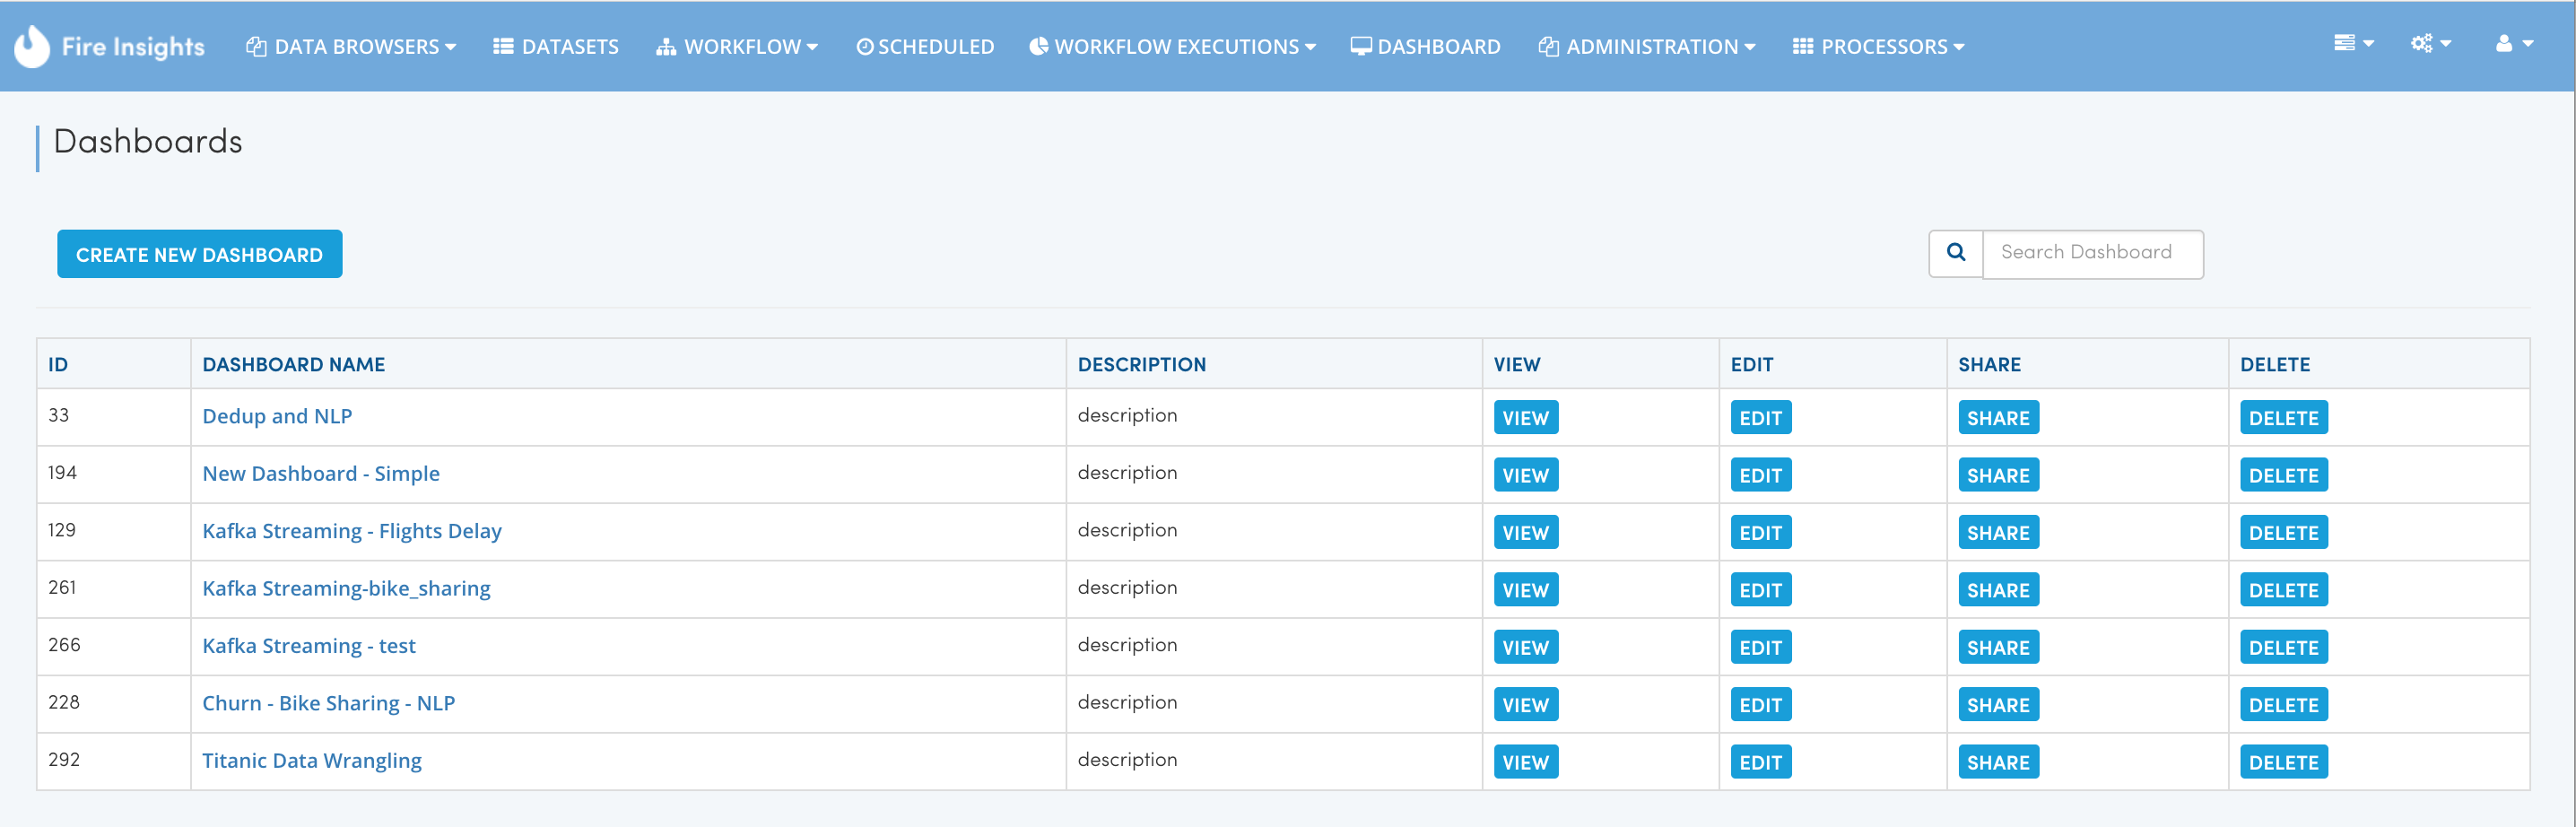 Fire Insights DATA BROWSERS DATASETS WORKFLOW SCHEDULED WORKFLOW EXECUTIONS DASHBOARD ADMINISTRATION PROCESSORS
Dashboards
CREATE NEW DASHBOARD Search Dashboard
ID DASHBOARD NAME DESCRIPTION VIEW EDIT SHARE DELETE
33 Dedup and NLP description VIEW EDIT SHARE DELETE
194 New Dashboard - Simple description VIEW EDIT SHARE DELETE
129 Kafka Streaming - Flights Delay description VIEW EDIT SHARE DELETE
261 Kafka Streaming-bike_sharing description VIEW EDIT SHARE DELETE
266 Kafka Streaming - test description VIEW EDIT SHARE DELETE
228 Churn - Bike Sharing - NLP description VIEW EDIT SHARE DELETE
292 Titanic Data Wrangling description VIEW EDIT SHARE DELETE